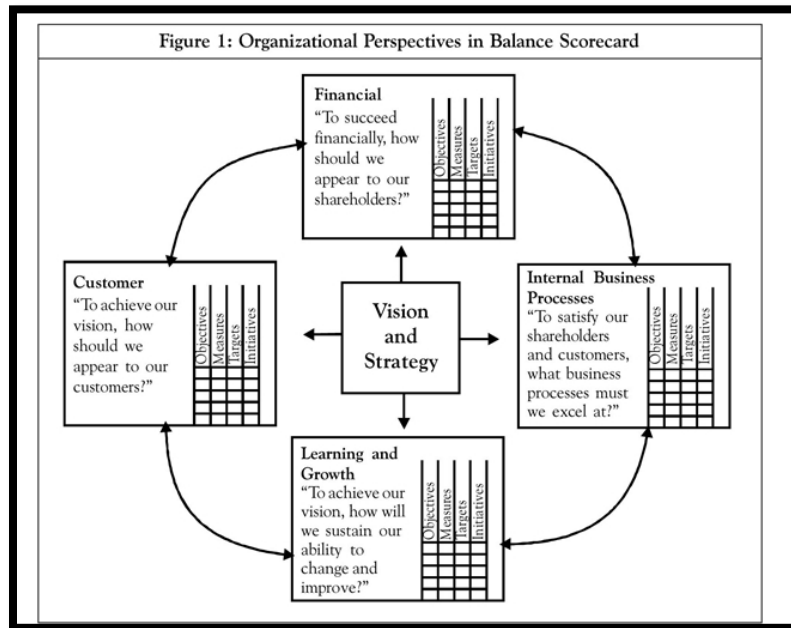 Figure 1: Organizational Perspectives in Balance Scorecard
Financial
“To succeed
financially, how
should we
appear to our
shareholders?”
Objectives
Measures
Targets
Initiatives
Customer
“To achieve our
vision, how
should we
appear to our
customers?”
Objectives
Measures
Targets
Initiatives
Vision
and
Strategy
Internal Business
Processes
“To satisfy our
shareholders
and customers,
what business
processes must
we excel at?”
Objectives
Measures
Targets
Initiatives
Learning and
Growth
“To achieve our
vision, how will
we sustain our
ability to
change and
improve?”
Objectives
Measures
Targets
Initiatives